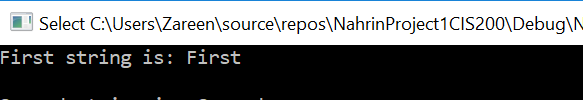 Select C:\Users\Zareen\source\repos\NahrinProject1CIS200\Debug\N
First string is: First